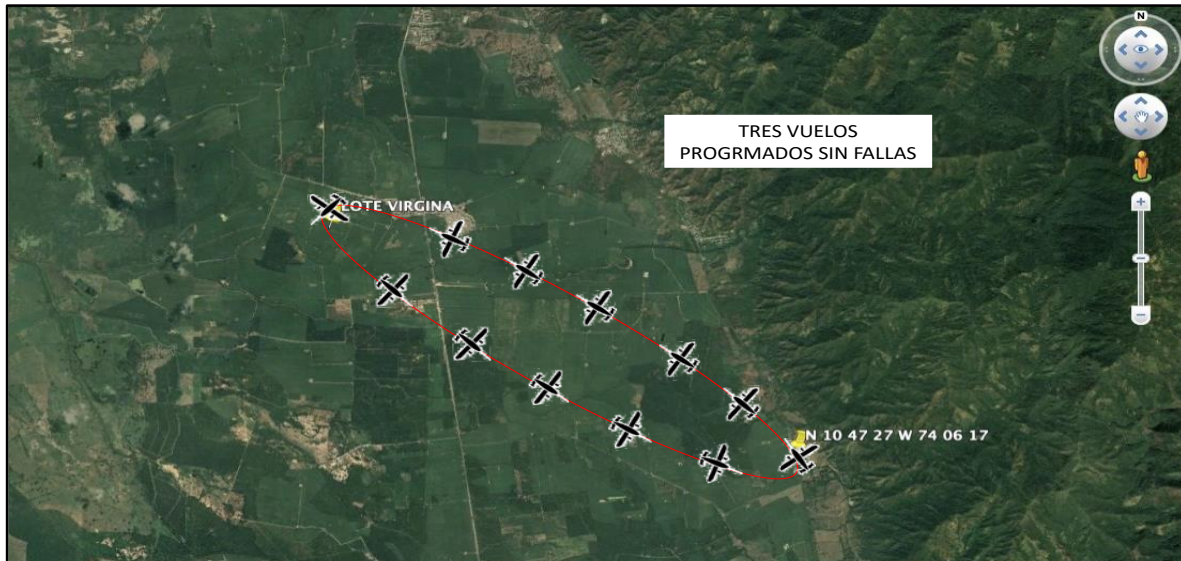 N
TRES VUELOS
PROGRMADOS SIN FALLAS
LOTE VIRGINA
N 10 47 27 W 74 06 17